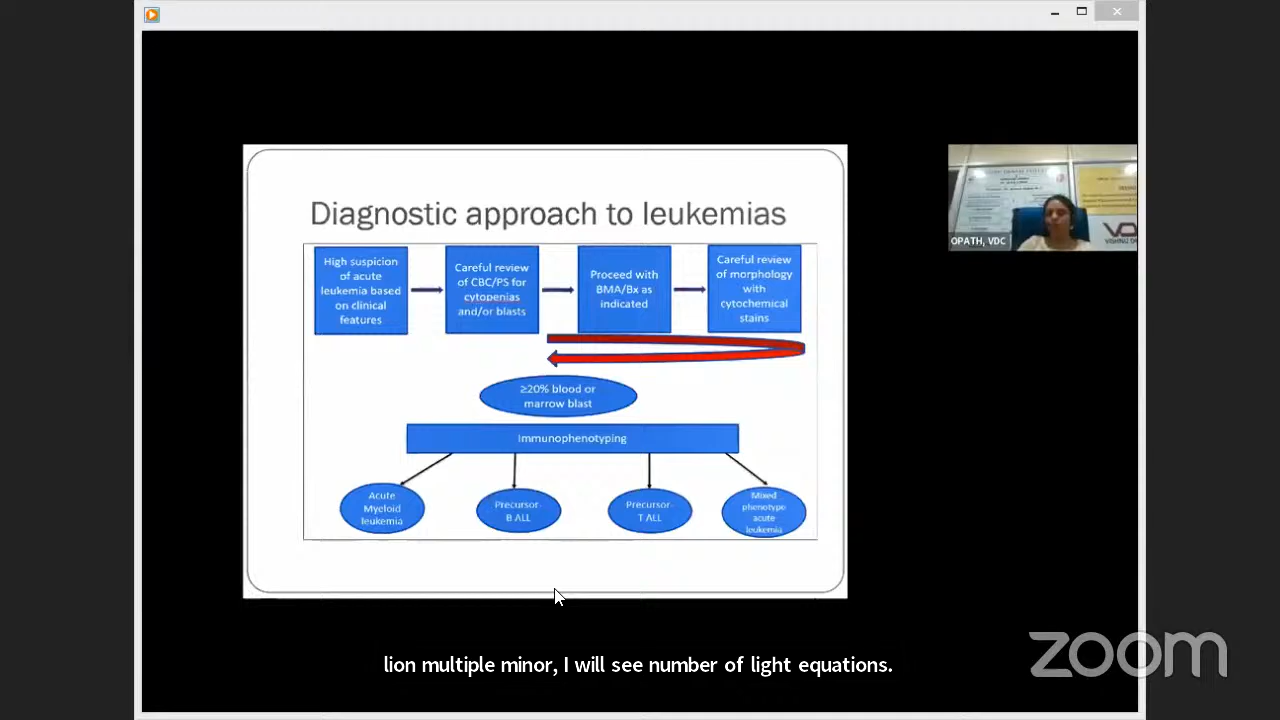 Diagnostic approach to leukemias
High suspicion
of acute
leukemia based
on clinical
features
Careful review
of CBC/PS for
cytopenias
and/or blasts
Proceed with
BMA/Bx as
indicated
Careful review
of morphology
with
cytochemical
stains
≥20% blood or
marrow blast
Immunophenotyping
Acute
Myeloid
leukemia
Precursor-
B ALL
Precursor-
T ALL
Mixed
phenotype
acute
leukemia
OPATH, VDC
lion multiple minor, I will see number of light equations.
zoom